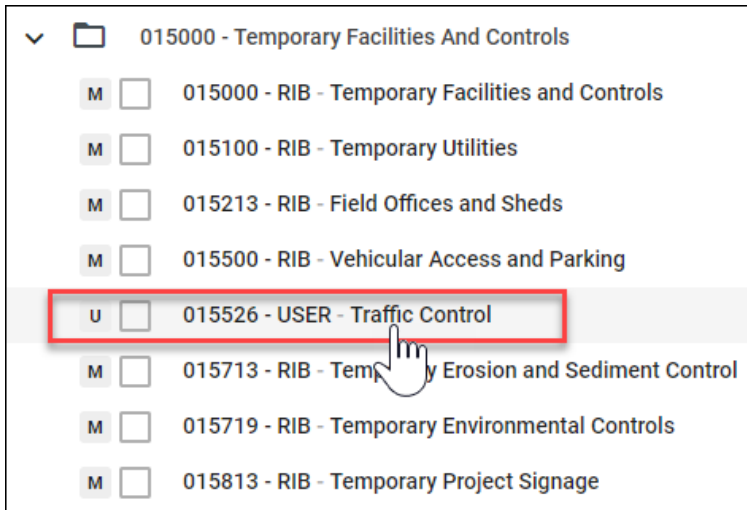 015000 - Temporary Facilities And Controls
M 015000 - RIB - Temporary Facilities and Controls
M 015100 - RIB - Temporary Utilities
M 015213 - RIB - Field Offices and Sheds
M 015500 - RIB - Vehicular Access and Parking
U 015526 - USER - Traffic Control
M 015713 - RIB - Temporary Erosion and Sediment Control
M 015719 - RIB - Temporary Environmental Controls
M 015813 - RIB - Temporary Project Signage